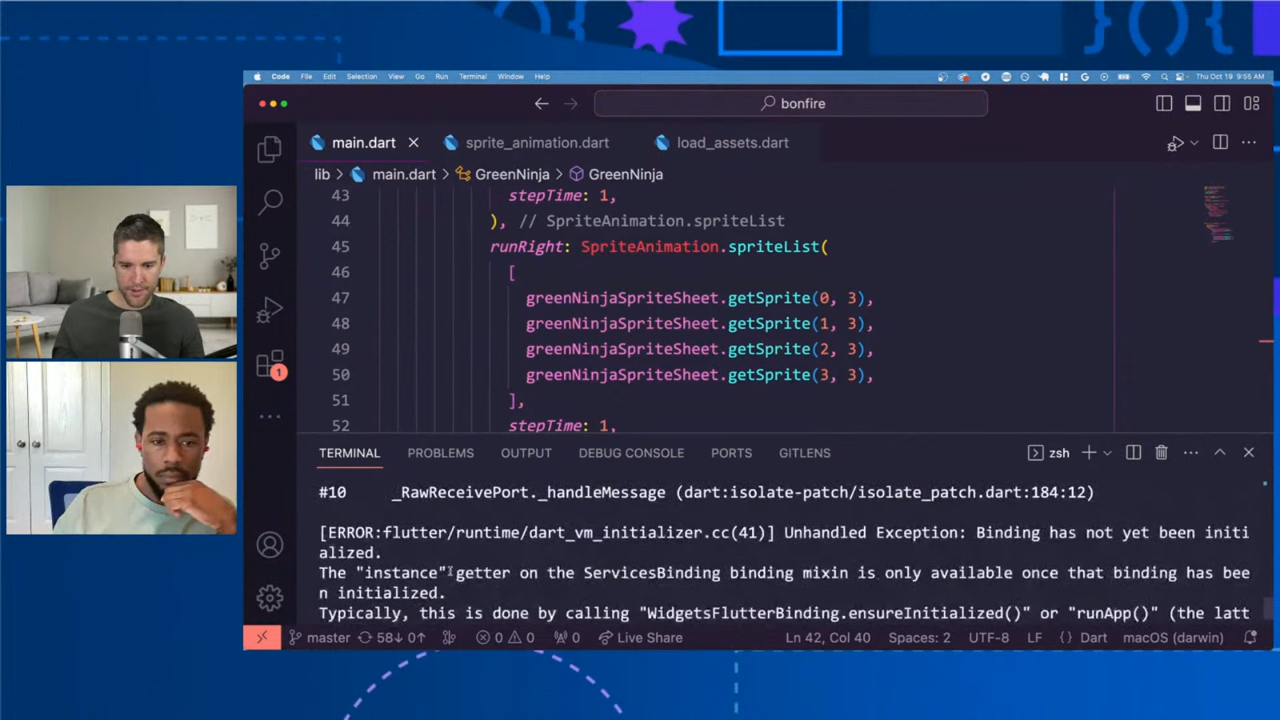 Code File Edit Selection View Go Run Terminal Window Help Thu Oct 19 9:55 AM
bonfire
main.dart sprite_animation.dart load_assets.dart
lib > main.dart > GreenNinja > GreenNinja
43 stepTime: 1,
44 ), // SpriteAnimation.spriteList
45 runRight: SpriteAnimation.spriteList(
46 [
47 greenNinjaSpriteSheet.getSprite(0, 3),
48 greenNinjaSpriteSheet.getSprite(1, 3),
49 greenNinjaSpriteSheet.getSprite(2, 3),
50 greenNinjaSpriteSheet.getSprite(3, 3),
51 ],
52 stepTime: 1,
1
TERMINAL PROBLEMS OUTPUT DEBUG CONSOLE PORTS GITLENS zsh
#10 _RawReceivePort._handleMessage (dart:isolate-patch/isolate_patch.dart:184:12)
[ERROR:flutter/runtime/dart_vm_initializer.cc(41)] Unhandled Exception: Binding has not yet been initi
alized.
The "instance" getter on the ServicesBinding binding mixin is only available once that binding has bee
n initialized.
Typically, this is done by calling "WidgetsFlutterBinding.ensureInitialized()" or "runApp()" (the latt
master 58↓ 0↑ 0 0 0 Live Share Ln 42, Col 40 Spaces: 2 UTF-8 LF {} Dart macOS (darwin)